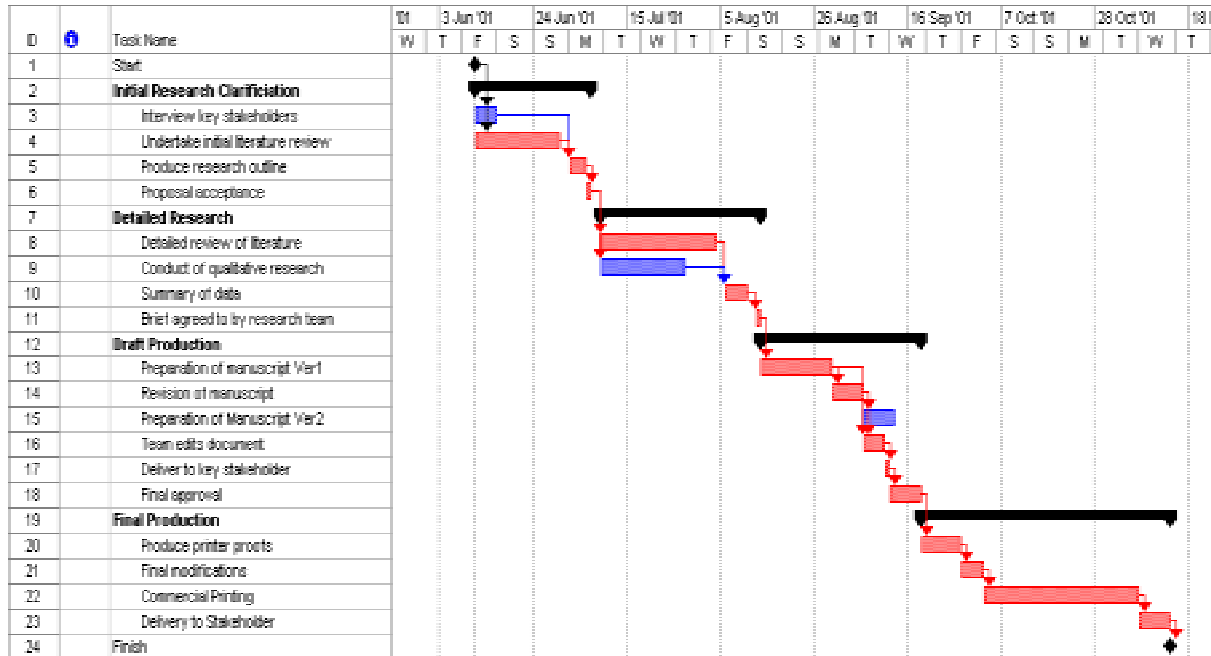 '01 3 Jun '01 24 Jun '01 15 Jul '01 5 Aug '01 26 Aug '01 16 Sep '01 7 Oct '01 28 Oct '01 18
ID Task Name W T F S S M T W T F S S M T W T F S S M T W T
1 Start
2 Initial Research Clarificiation
3 Interview key stakeholders
4 Undertake initial literature review
5 Produce research outline
6 Proposal acceptance
7 Detailed Research
8 Detailed review of literature
9 Conduct of qualitative research
10 Summary of data
11 Brief agreed to by research team
12 Draft Production
13 Preparation of manuscript Ver1
14 Revision of manuscript
15 Preparation of Manuscript Ver2
16 Team edits document
17 Deliver to key stakeholder
18 Final approval
19 Final Production
20 Produce printer proofs
21 Final modifications
22 Commercial Printing
23 Delivery to Stakeholder
24 Finish